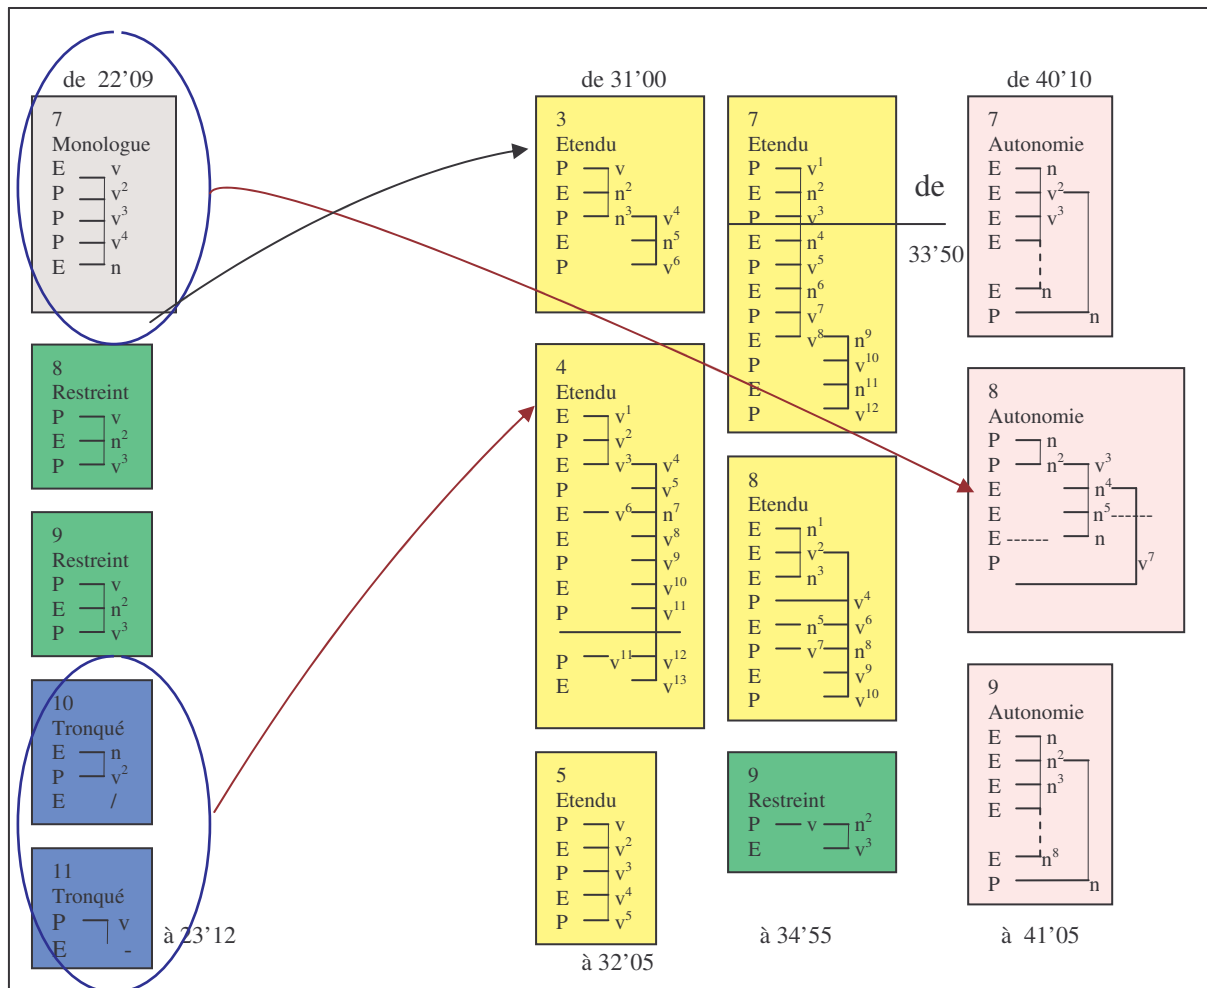 de 22’09
7
Monologue
E v
P v2
P v3
P v4
E n
8
Restreint
P v
E n2
P v3
9
Restreint
P v
E n2
P v3
10
Tronqué
E n
P v2
E /
11
Tronqué
P v
E -
à 23’12
de 31’00
3
Etendu
P v
E n2
P n3 v4
E n5
P v6
4
Etendu
E v1
P v2
E v3 v4
P v5
E v6 n7
E v8
P v9
E v10
P v11
P v11 v12
E v13
5
Etendu
P v
E v2
P v3
E v4
P v5
à 32’05
7
Etendu
P v1
E n2
P v3
E n4
P v5
E n6
P v7
E v8 n9
P v10
E n11
P v12
de
33’50
8
Etendu
E n1
E v2
E n3
P v4
E n5 v6
P v7 n8
E v9
P v10
9
Restreint
P v n2
E v3
à 34’55
de 40’10
7
Autonomie
E n
E v2
E v3
E
E n
P n
8
Autonomie
P n
P n2 v3
E n4
E n5 ------
E ------ n
P v7
9
Autonomie
E n
E n2
E n3
E
E n8
P n
à 41’05